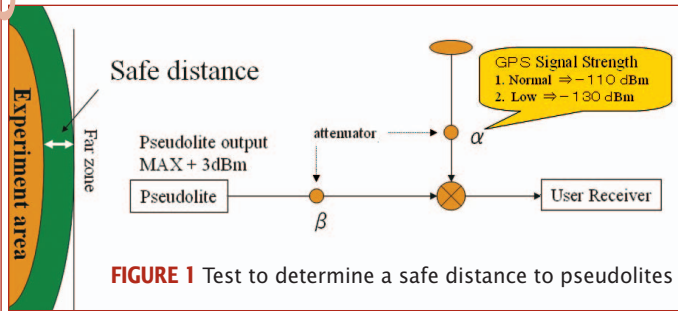 Experiment area
Safe distance
Far zone
Pseudolite output
MAX + 3dBm
Pseudolite
attenuator
α
β
GPS Signal Strength
1. Normal ⇒ -110 dBm
2. Low ⇒ -130 dBm
User Receiver
FIGURE 1 Test to determine a safe distance to pseudolites